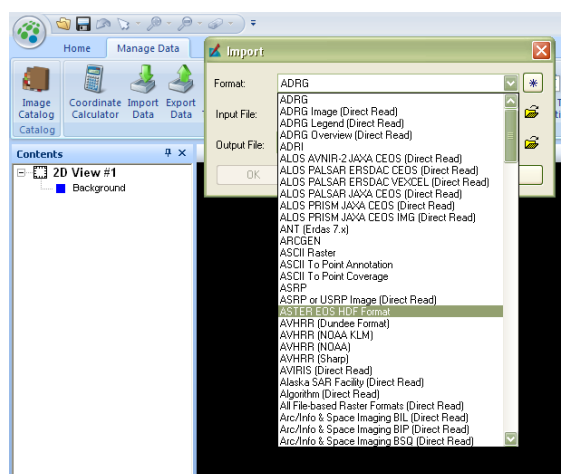 Home Manage Data
Image Catalog
Coordinate Calculator
Import Data
Export Data
Catalog
Contents
2D View #1
Background
Import
Format: ADRG
Input File:
Output File:
OK
ADRG
ADRG Image (Direct Read)
ADRG Legend (Direct Read)
ADRG Overview (Direct Read)
ADRI
ALOS AVNIR-2 JAXA CEOS (Direct Read)
ALOS PALSAR ERSDAC CEOS (Direct Read)
ALOS PALSAR ERSDAC VEXCEL (Direct Read)
ALOS PALSAR JAXA CEOS (Direct Read)
ALOS PRISM JAXA CEOS (Direct Read)
ALOS PRISM JAXA CEOS IMG (Direct Read)
ANT (Erdas 7.x)
ARCGEN
ASCII Raster
ASCII To Point Annotation
ASCII To Point Coverage
ASRP
ASRP or USRP Image (Direct Read)
ASTER EOS HDF Format
AVHRR (Dundee Format)
AVHRR (NOAA KLM)
AVHRR (NOAA)
AVHRR (Sharp)
AVIRIS (Direct Read)
Alaska SAR Facility (Direct Read)
Algorithm (Direct Read)
All File-based Raster Formats (Direct Read)
Arc/Info & Space Imaging BIL (Direct Read)
Arc/Info & Space Imaging BIP (Direct Read)
Arc/Info & Space Imaging BSQ (Direct Read)